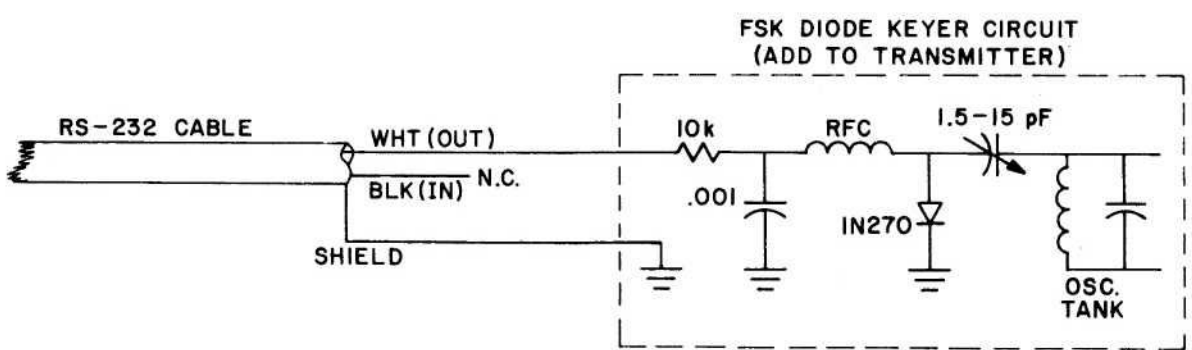 FSK DIODE KEYER CIRCUIT
(ADD TO TRANSMITTER)
RS-232 CABLE
WHT (OUT)
10k
RFC
1.5-15 pF
BLK (IN)
N.C.
.001
1N270
SHIELD
OSC.
TANK